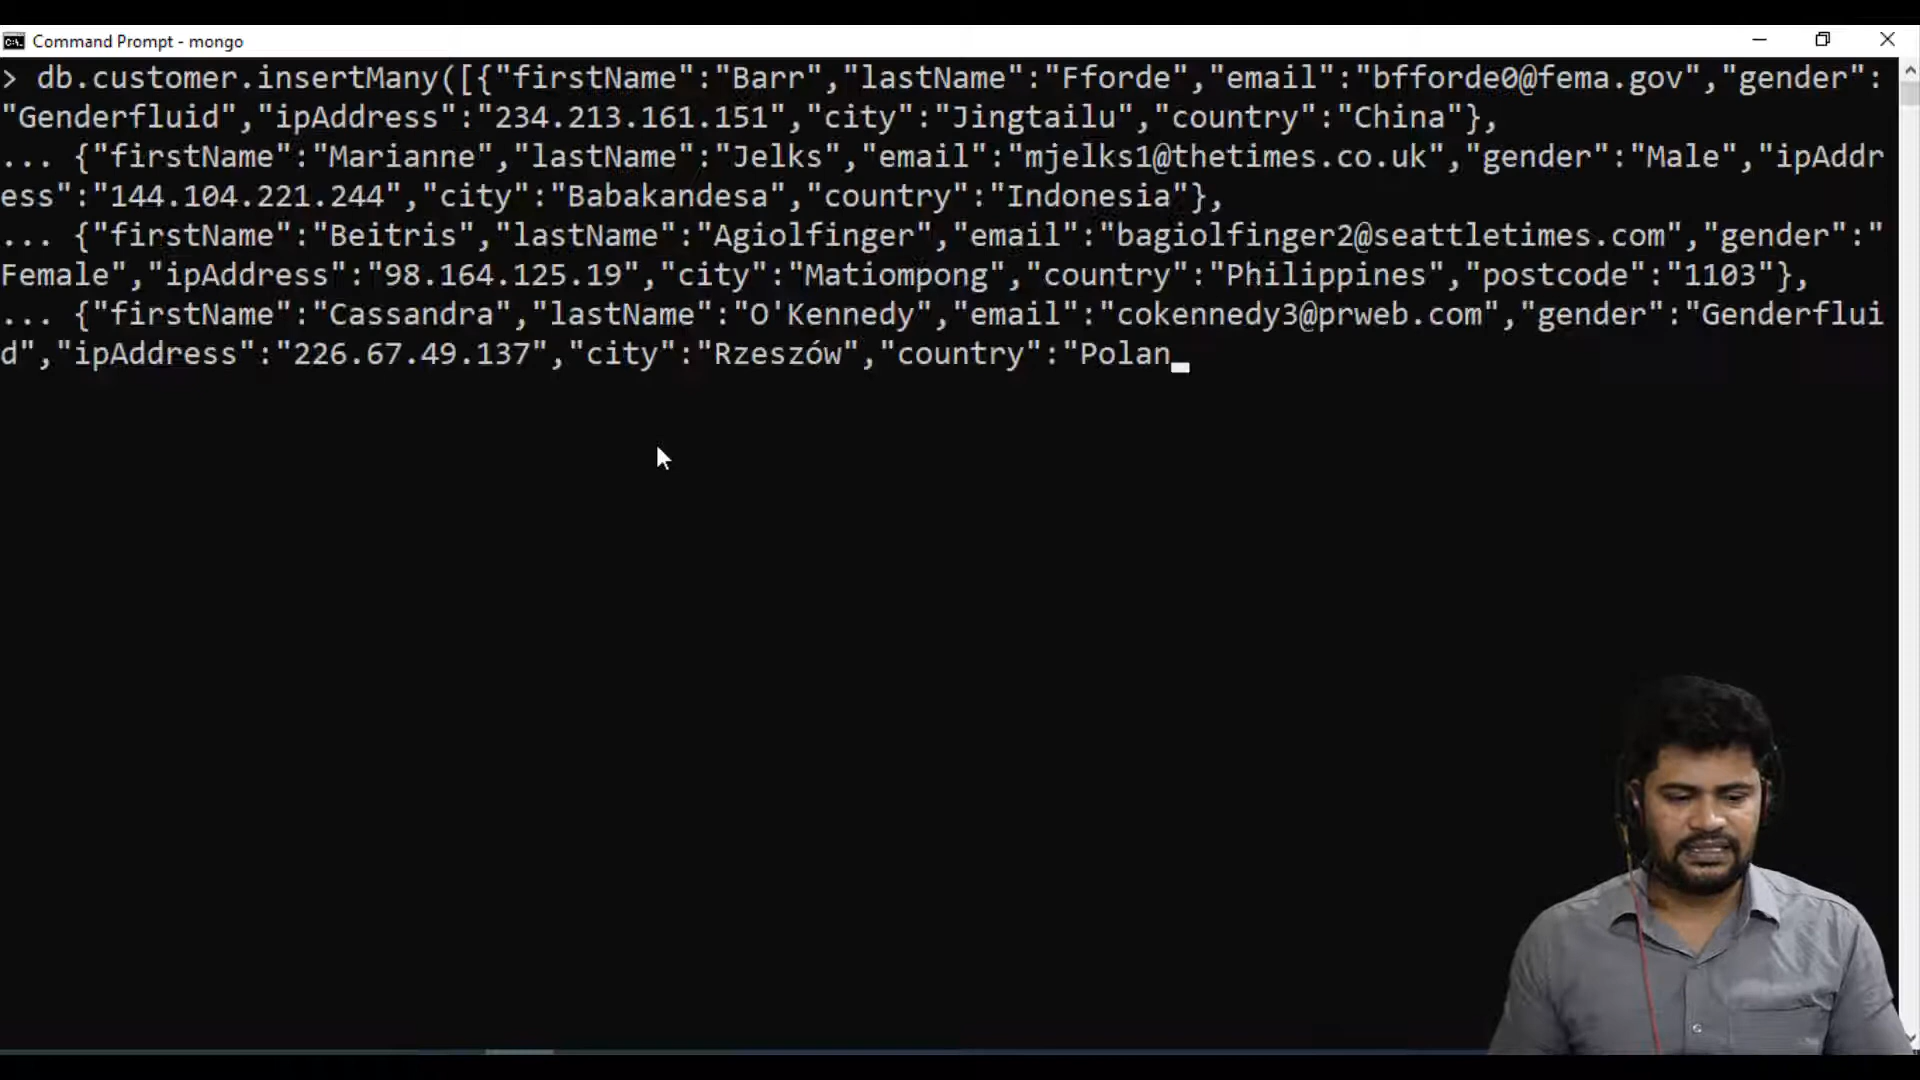 Command Prompt - mongo
> db.customer.insertMany([{"firstName":"Barr","lastName":"Fforde","email":"bfforde0@fema.gov","gender":
"Genderfluid","ipAddress":"234.213.161.151","city":"Jingtailu","country":"China"},
... {"firstName":"Marianne","lastName":"Jelks","email":"mjelks1@thetimes.co.uk","gender":"Male","ipAddr
ess":"144.104.221.244","city":"Babakandesa","country":"Indonesia"},
... {"firstName":"Beitris","lastName":"Agiolfinger","email":"bagiolfinger2@seattletimes.com","gender":"
Female","ipAddress":"98.164.125.19","city":"Matiompong","country":"Philippines","postcode":"1103"},
... {"firstName":"Cassandra","lastName":"O'Kennedy","email":"cokennedy3@prweb.com","gender":"Genderflui
d","ipAddress":"226.67.49.137","city":"Rzeszów","country":"Polan